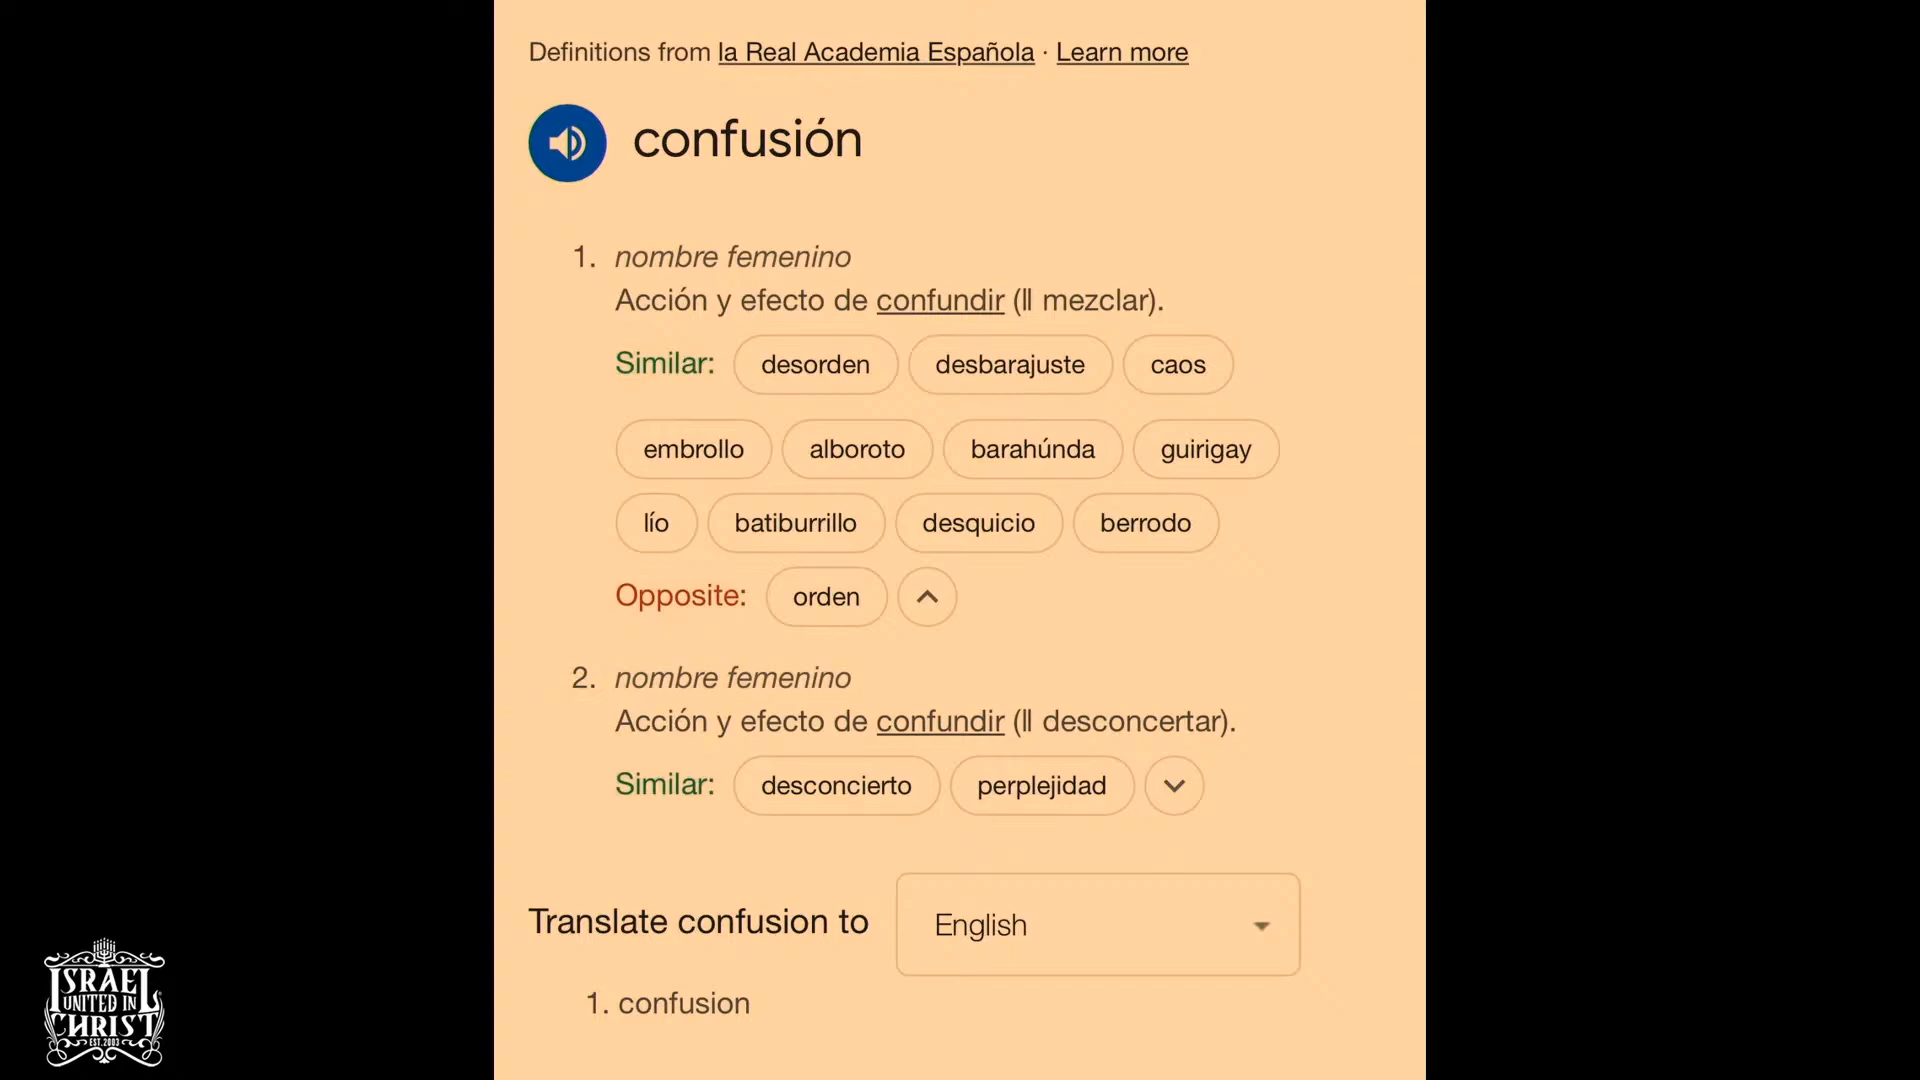 Definitions from la Real Academia Española · Learn more
confusión
1. nombre femenino
Acción y efecto de confundir (ǁ mezclar).
Similar: desorden desbarajuste caos
embrollo alboroto barahúnda guirigay
lío batiburrillo desquicio berrodo
Opposite: orden
2. nombre femenino
Acción y efecto de confundir (ǁ desconcertar).
Similar: desconcierto perplejidad
Translate confusion to English
1. confusion
ISRAEL
UNITED IN
CHRIST
EST. 2003